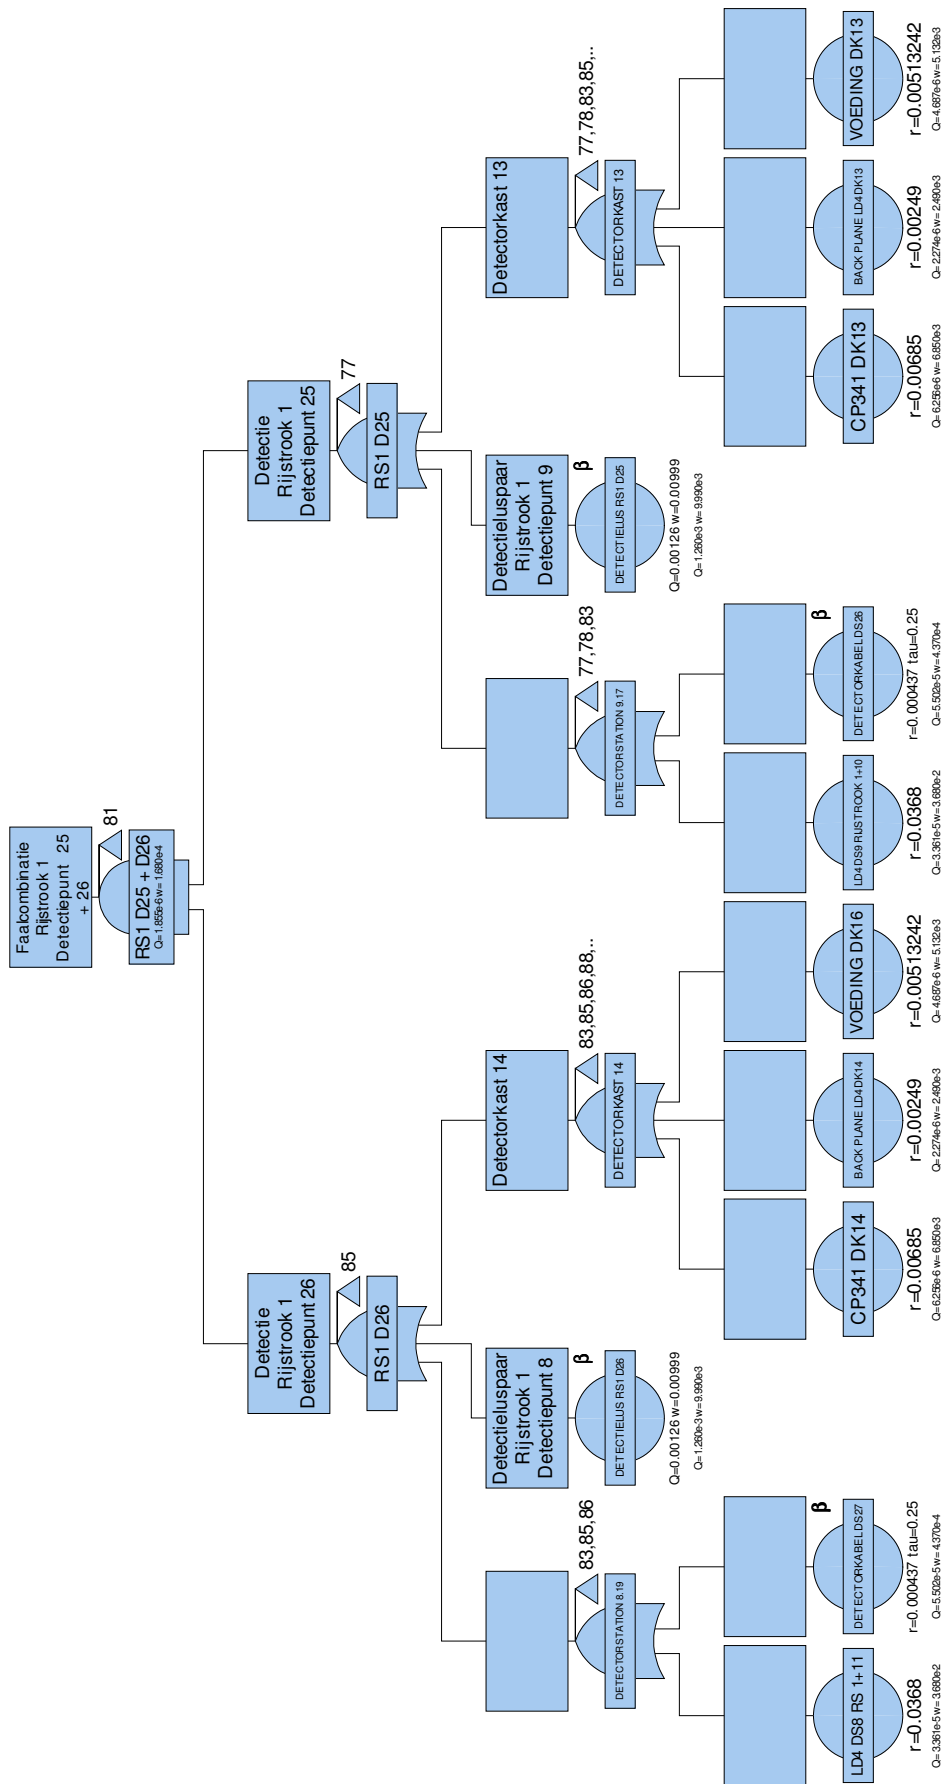 Faalcombinatie
Rijstrook 1
Detectiepunt 25
+ 26
81
RS1 D25 + D26
Q=1.855e-6 w=1.680e-4
Detectie
Rijstrook 1
Detectiepunt 26
85
RS1 D26
Detectie
Rijstrook 1
Detectiepunt 25
77
RS1 D25
83,85,86
DETECTORSTATION 8.19
Detectieluspaar
Rijstrook 1
Detectiepunt 8
β
DETECTIELUS RS1 D26
Q=0.00126 w=0.00999
Q=1.260e-3 w=9.990e-3
Detectorkast 14
83,85,86,88,..
DETECTORKAST 14
77,78,83
DETECTORSTATION 9.17
Detectieluspaar
Rijstrook 1
Detectiepunt 9
β
DETECTIELUS RS1 D25
Q=0.00126 w=0.00999
Q=1.260e-3 w=9.990e-3
Detectorkast 13
77,78,83,85,..
DETECTORKAST 13
LD4 DS8 RS 1+11
r=0.0368
Q=3.361e-5 w=3.680e-2
β
DETECTORKABEL DS27
r=0.000437 tau=0.25
Q=5.502e-5 w=4.370e-4
CP341 DK14
r=0.00685
Q=6.256e-6 w=6.850e-3
BACK PLANE LD4 DK14
r=0.00249
Q=2.274e-6 w=2.490e-3
VOEDING DK16
r=0.00513242
Q=4.687e-6 w=5.132e-3
LD4 DS9 RIJSTROOK 1+10
r=0.0368
Q=3.361e-5 w=3.680e-2
β
DETECTORKABEL DS26
r=0.000437 tau=0.25
Q=5.502e-5 w=4.370e-4
CP341 DK13
r=0.00685
Q=6.256e-6 w=6.850e-3
BACK PLANE LD4 DK13
r=0.00249
Q=2.274e-6 w=2.490e-3
VOEDING DK13
r=0.00513242
Q=4.687e-6 w=5.132e-3